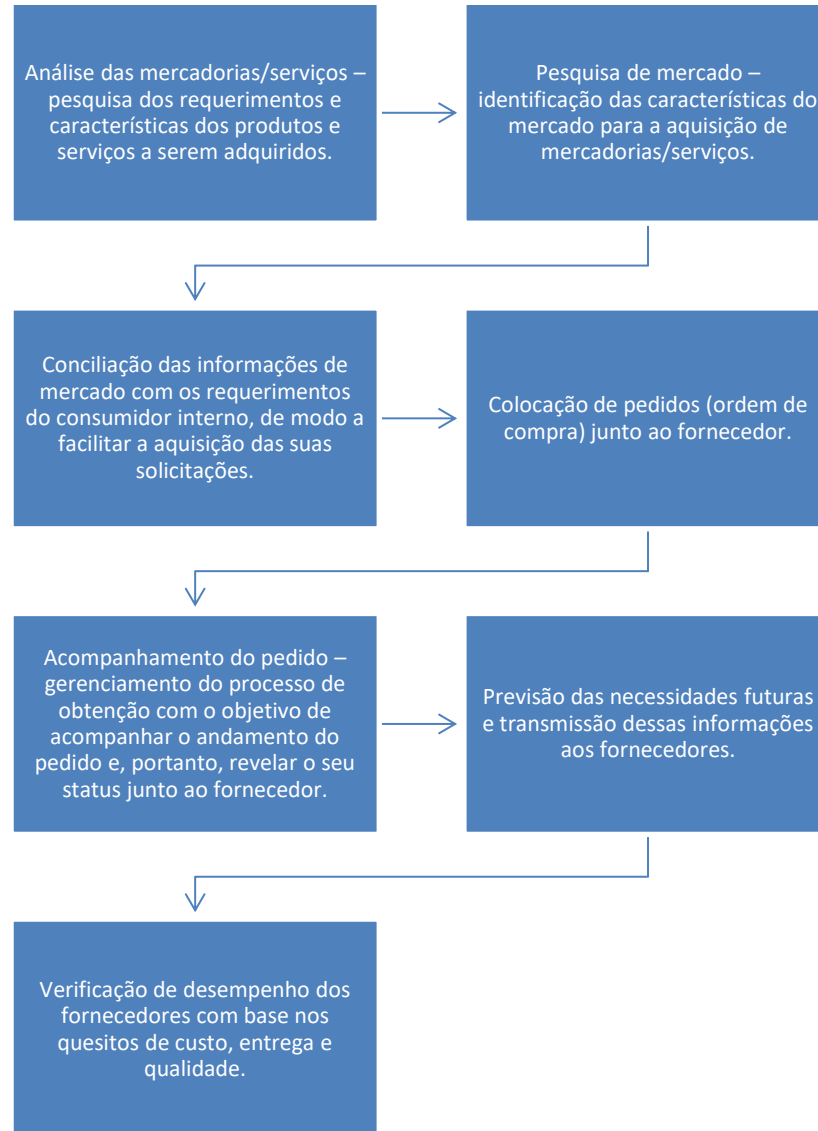 Análise das mercadorias/serviços –
pesquisa dos requerimentos e
características dos produtos e
serviços a serem adquiridos.
Pesquisa de mercado –
identificação das características do
mercado para a aquisição de
mercadorias/serviços.
Conciliação das informações de
mercado com os requerimentos
do consumidor interno, de modo a
facilitar a aquisição das suas
solicitações.
Colocação de pedidos (ordem de
compra) junto ao fornecedor.
Acompanhamento do pedido –
gerenciamento do processo de
obtenção com o objetivo de
acompanhar o andamento do
pedido e, portanto, revelar o seu
status junto ao fornecedor.
Previsão das necessidades futuras
e transmissão dessas informações
aos fornecedores.
Verificação de desempenho dos
fornecedores com base nos
quesitos de custo, entrega e
qualidade.